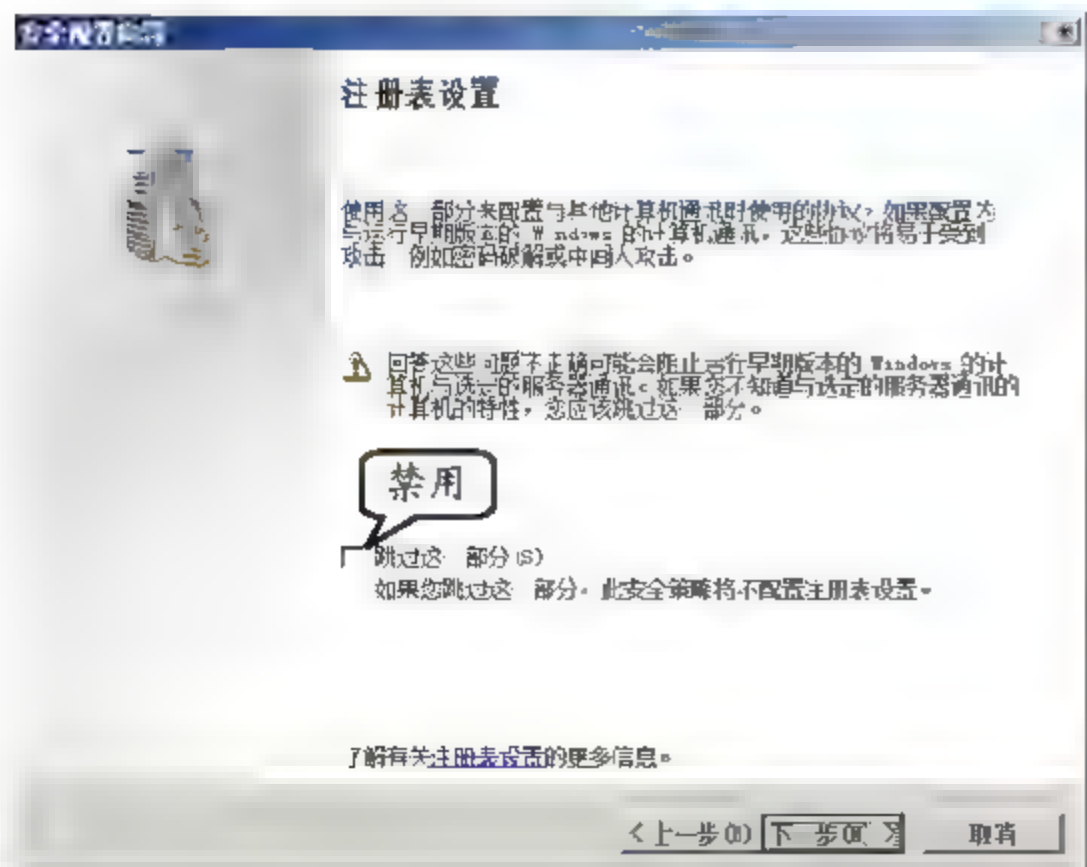 安全配置向导
注册表设置
使用这一部分来配置与其他计算机通讯时使用的协议。如果配置为
与运行早期版本的 Windows 的计算机通讯，这些协议将易于受到
攻击，例如密码破解或中间人攻击。
回答这些问题不正确可能会阻止运行早期版本的 Windows 的计
算机与选定的服务器通讯。如果您不知道与选定的服务器通讯的
计算机的特性，您应该跳过这一部分。
禁用
跳过这一部分(S)
如果您跳过这一部分，此安全策略将不配置注册表设置。
了解有关注册表设置的更多信息。
<上一步(B) 下一步(N) > 取消